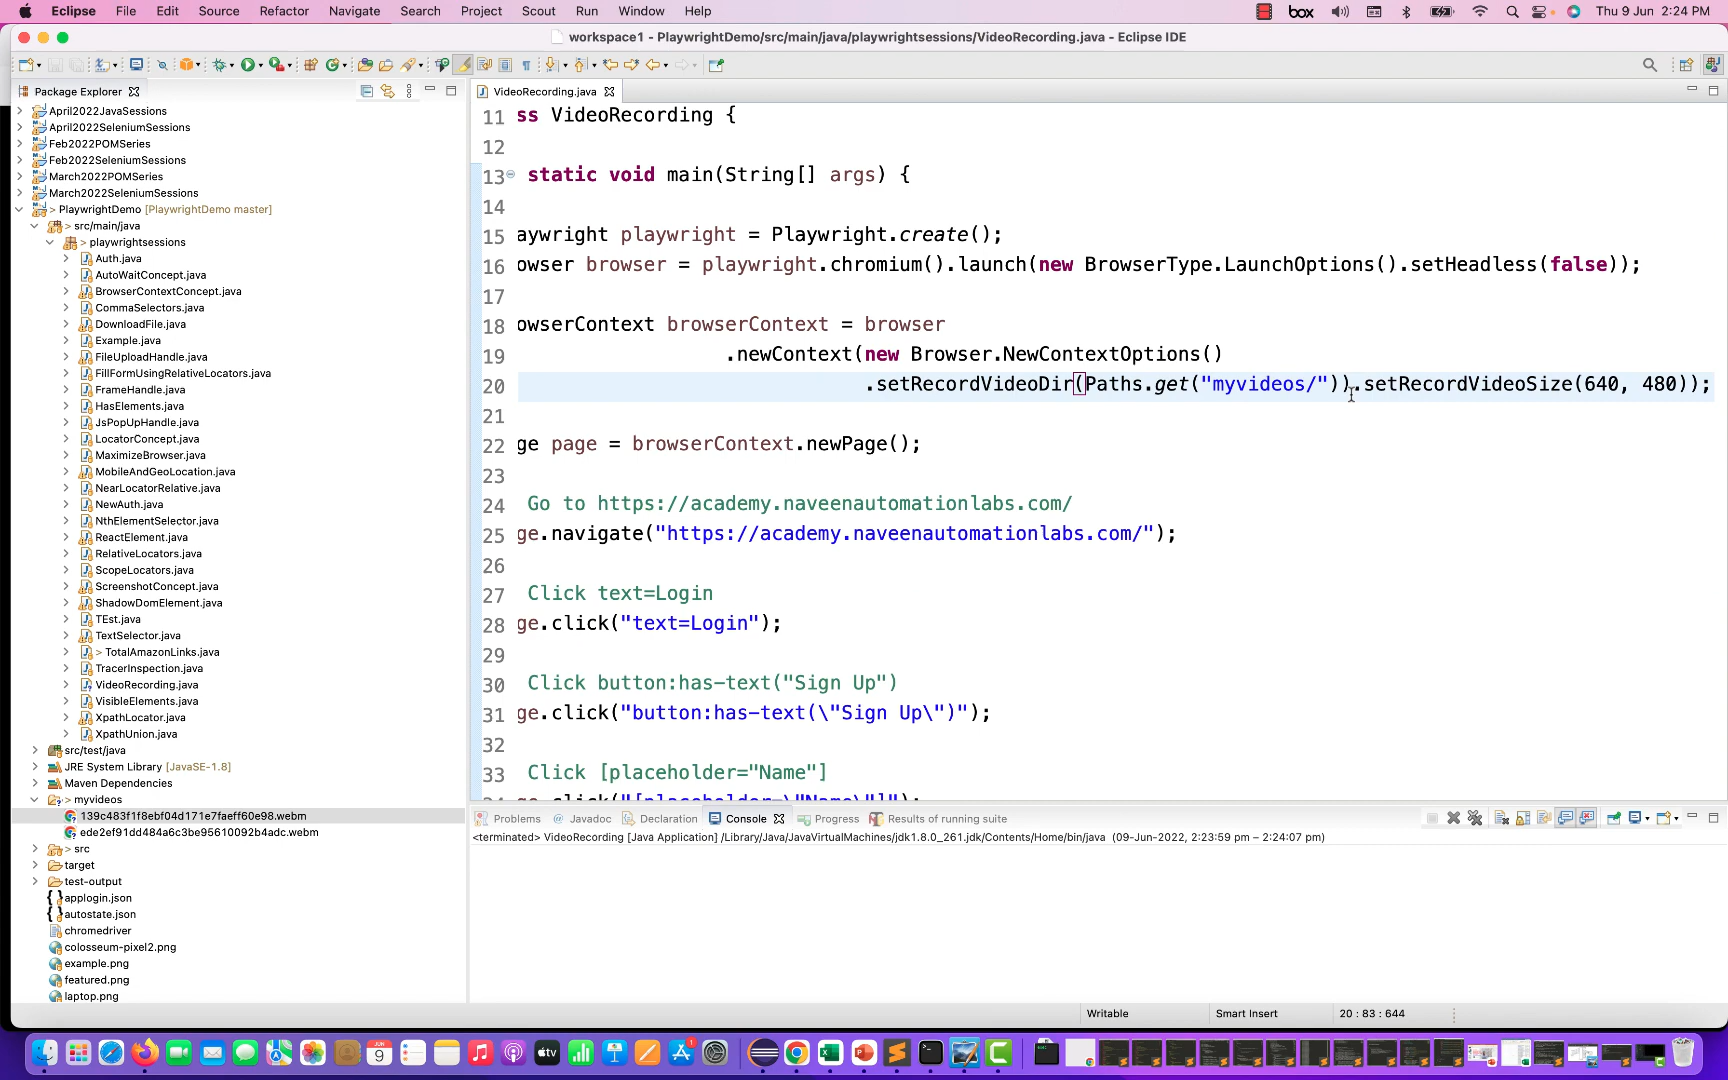 Eclipse File Edit Source Refactor Navigate Search Project Scout Run Window Help box Thu 9 Jun 2:24 PM
workspace1 - PlaywrightDemo/src/main/java/playwrightsessions/VideoRecording.java - Eclipse IDE
Package Explorer
April2022JavaSessions
April2022SeleniumSessions
Feb2022POMSeries
Feb2022SeleniumSessions
March2022POMSeries
March2022SeleniumSessions
> PlaywrightDemo [PlaywrightDemo master]
> src/main/java
> playwrightsessions
Auth.java
AutoWaitConcept.java
BrowserContextConcept.java
CommaSelectors.java
DownloadFile.java
Example.java
FileUploadHandle.java
FillFormUsingRelativeLocators.java
FrameHandle.java
HasElements.java
JsPopUpHandle.java
LocatorConcept.java
MaximizeBrowser.java
MobileAndGeoLocation.java
NearLocatorRelative.java
NewAuth.java
NthElementSelector.java
ReactElement.java
RelativeLocators.java
ScopeLocators.java
ScreenshotConcept.java
ShadowDomElement.java
TEst.java
TextSelector.java
> TotalAmazonLinks.java
TracerInspection.java
VideoRecording.java
VisibleElements.java
XpathLocator.java
XpathUnion.java
src/test/java
JRE System Library [JavaSE-1.8]
Maven Dependencies
> myvideos
139c483f1f8ebf04d171e7faeff60e98.webm
ede2ef91dd484a6c3be95610092b4adc.webm
> src
target
test-output
applogin.json
autostate.json
chromedriver
colosseum-pixel2.png
example.png
featured.png
laptop.png
VideoRecording.java
11 ss VideoRecording {
12
13 static void main(String[] args) {
14
15 aywright playwright = Playwright.create();
16 owser browser = playwright.chromium().launch(new BrowserType.LaunchOptions().setHeadless(false));
17
18 owserContext browserContext = browser
19 .newContext(new Browser.NewContextOptions()
20 .setRecordVideoDir(Paths.get("myvideos/")).setRecordVideoSize(640, 480));
21
22 ge page = browserContext.newPage();
23
24 Go to https://academy.naveenautomationlabs.com/
25 ge.navigate("https://academy.naveenautomationlabs.com/");
26
27 Click text=Login
28 ge.click("text=Login");
29
30 Click button:has-text("Sign Up")
31 ge.click("button:has-text(\"Sign Up\")");
32
33 Click [placeholder="Name"]
Problems Javadoc Declaration Console Progress Results of running suite
<terminated> VideoRecording [Java Application] /Library/Java/JavaVirtualMachines/jdk1.8.0_261.jdk/Contents/Home/bin/java (09-Jun-2022, 2:23:59 pm – 2:24:07 pm)
Writable Smart Insert 20 : 83 : 644